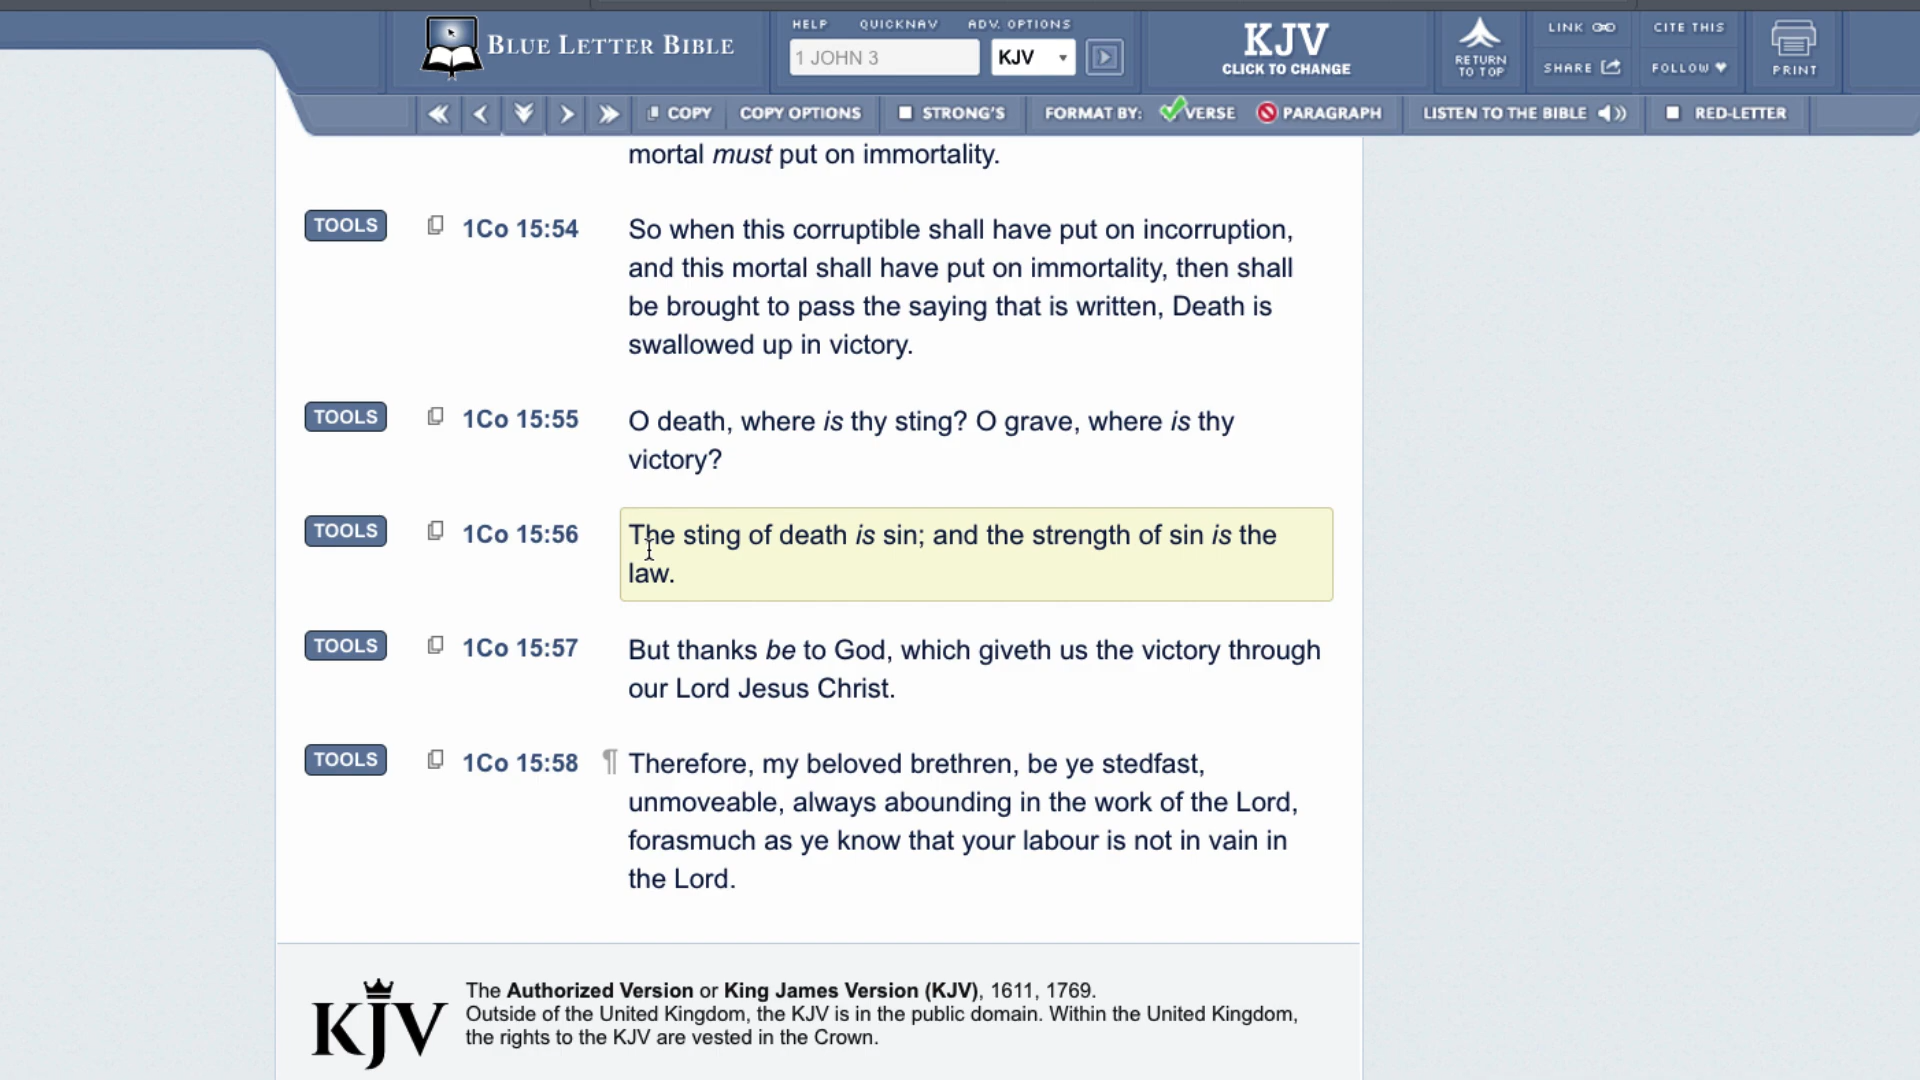 HELP QUICKNAV ADV. OPTIONS
BLUE LETTER BIBLE
1 JOHN 3 KJV
KJV
CLICK TO CHANGE
RETURN
TO TOP
LINK
SHARE
CITE THIS
FOLLOW
PRINT
COPY COPY OPTIONS STRONG'S FORMAT BY: VERSE PARAGRAPH LISTEN TO THE BIBLE RED-LETTER
mortal must put on immortality.
TOOLS 1Co 15:54 So when this corruptible shall have put on incorruption,
and this mortal shall have put on immortality, then shall
be brought to pass the saying that is written, Death is
swallowed up in victory.
TOOLS 1Co 15:55 O death, where is thy sting? O grave, where is thy
victory?
TOOLS 1Co 15:56 The sting of death is sin; and the strength of sin is the
law.
TOOLS 1Co 15:57 But thanks be to God, which giveth us the victory through
our Lord Jesus Christ.
TOOLS 1Co 15:58 ¶ Therefore, my beloved brethren, be ye stedfast,
unmoveable, always abounding in the work of the Lord,
forasmuch as ye know that your labour is not in vain in
the Lord.
KJV
The Authorized Version or King James Version (KJV), 1611, 1769.
Outside of the United Kingdom, the KJV is in the public domain. Within the United Kingdom,
the rights to the KJV are vested in the Crown.